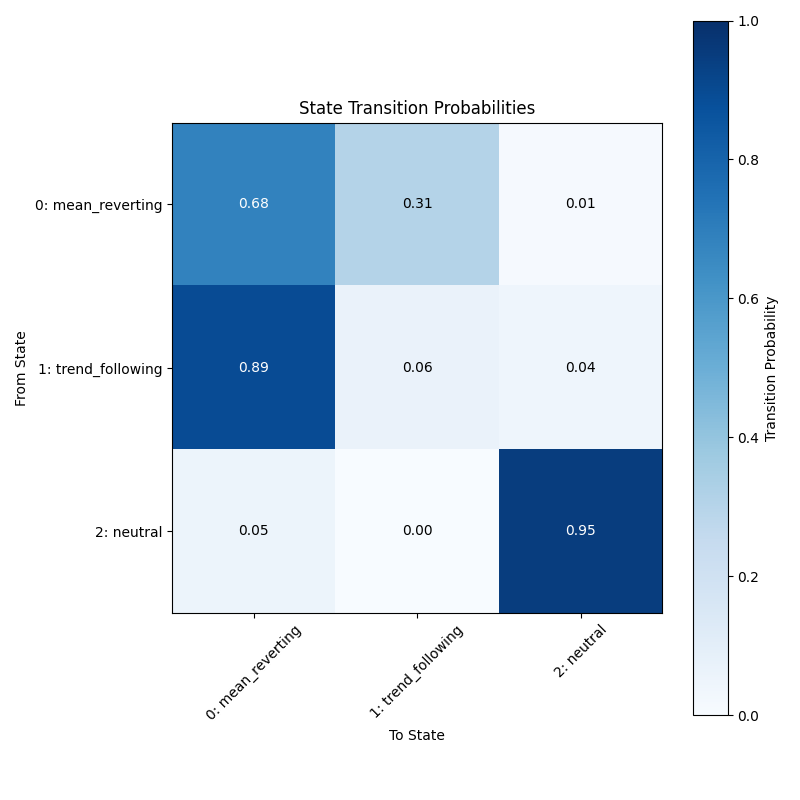 State Transition Probabilities
1.0
0.8
0.6
0.4
0.2
0.0
Transition Probability
From State
0: mean_reverting
0.68
0.31
0.01
1: trend_following
0.89
0.06
0.04
2: neutral
0.05
0.00
0.95
0: mean_reverting
1: trend_following
2: neutral
To State